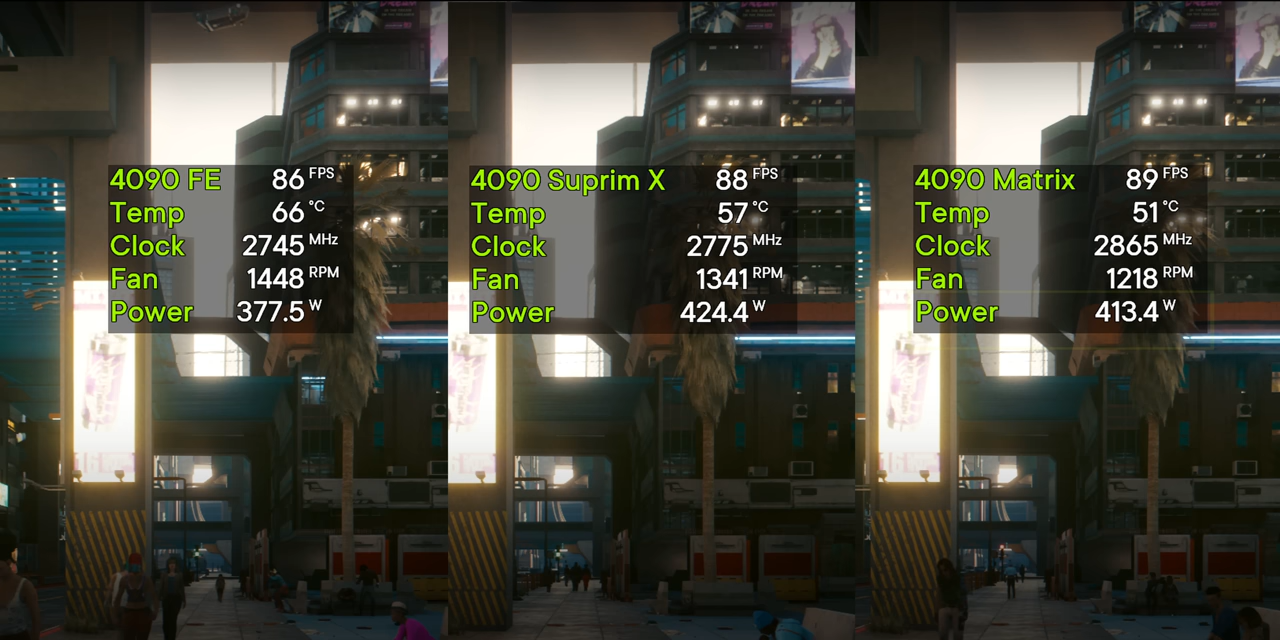 4090 FE 86 FPS
Temp 66 °C
Clock 2745 MHz
Fan 1448 RPM
Power 377.5 W
4090 Suprim X 88 FPS
Temp 57 °C
Clock 2775 MHz
Fan 1341 RPM
Power 424.4 W
4090 Matrix 89 FPS
Temp 51 °C
Clock 2865 MHz
Fan 1218 RPM
Power 413.4 W